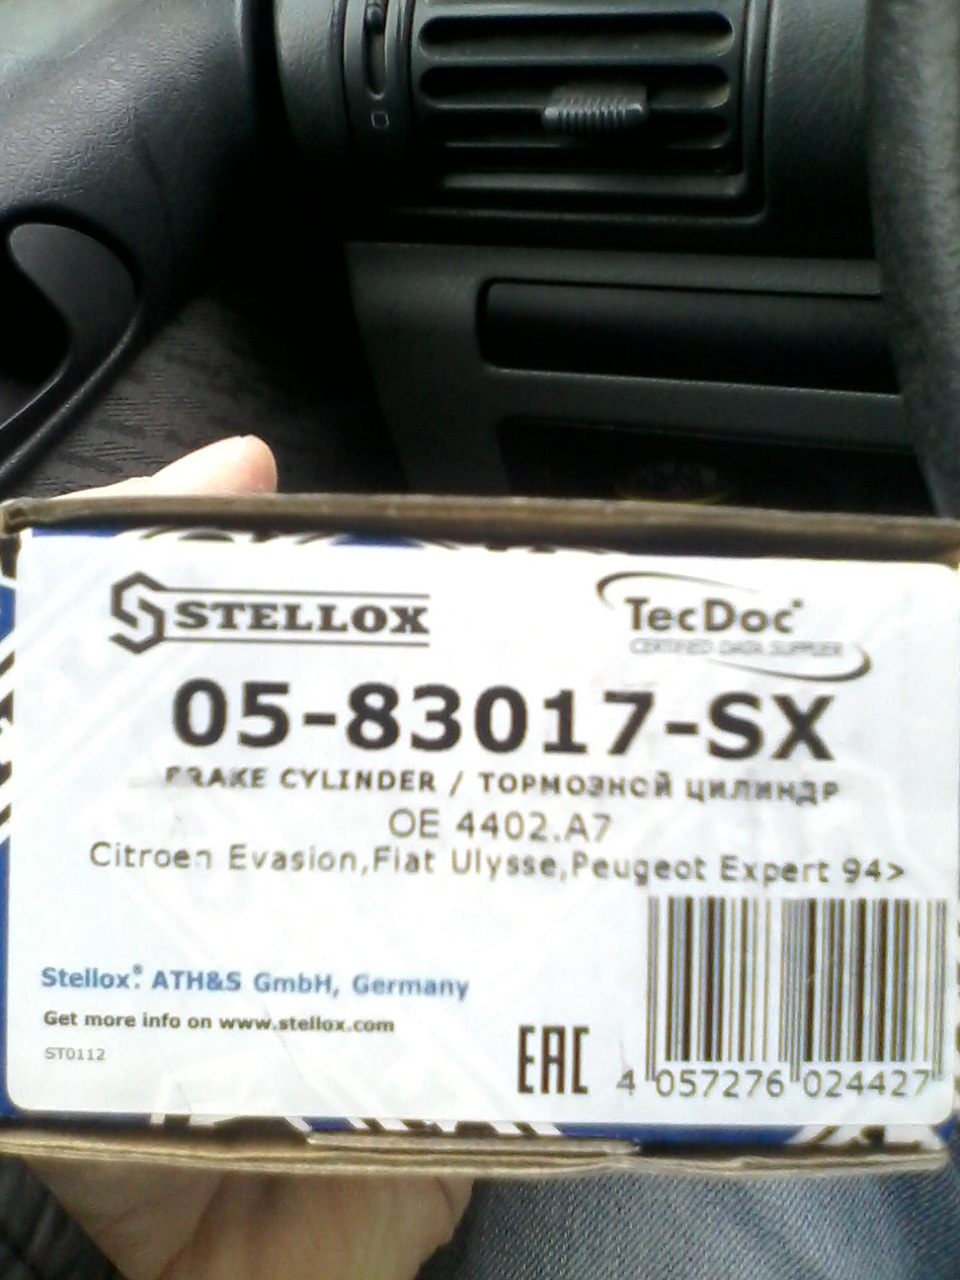 STELLOX
TecDoc
CERTIFIED DATA SUPPLIER
05-83017-SX
BRAKE CYLINDER / ТОРМОЗНОЙ ЦИЛИНДР
OE 4402.A7
Citroen Evasion,Fiat Ulysse,Peugeot Expert 94>
Stellox® ATH&S GmbH, Germany
Get more info on www.stellox.com
ST0112
EAC
4 057276 024427